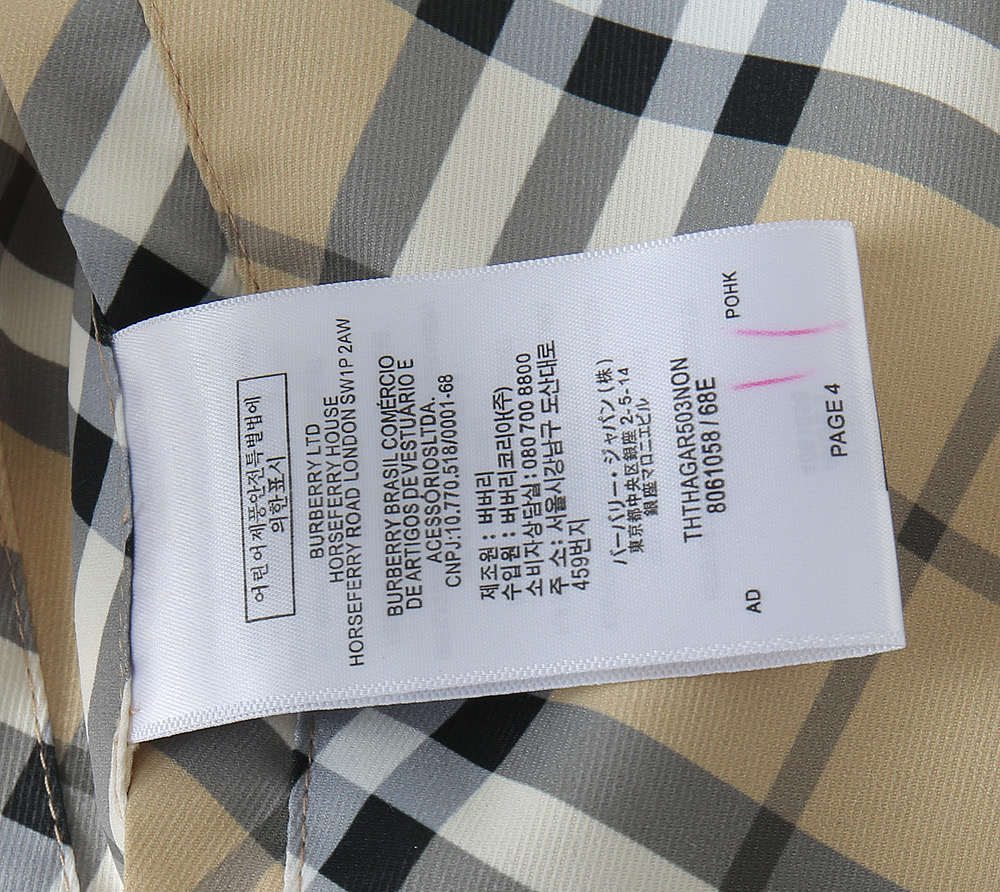 어린이제품안전특별법에
의한표시
BURBERRY LTD
HORSEFERRY HOUSE
HORSEFERRY ROAD LONDON SW1P 2AW
BURBERRY BRASIL COMÉRCIO
DE ARTIGOS DE VESTUÁRIO E
ACESSÓRIOS LTDA.
CNPJ:10.770.518/0001-68
제조원 : 버버리
수입원 : 버버리코리아(주)
소비자상담실 : 080 700 8800
주 소: 서울시강남구 도산대로
459번지
バーバリー・ジャパン (株)
東京都中央区銀座 2-5-14
銀座マロニエビル
THTHAGAR503NON
8061058 / 68E
AD POHK
PAGE 4